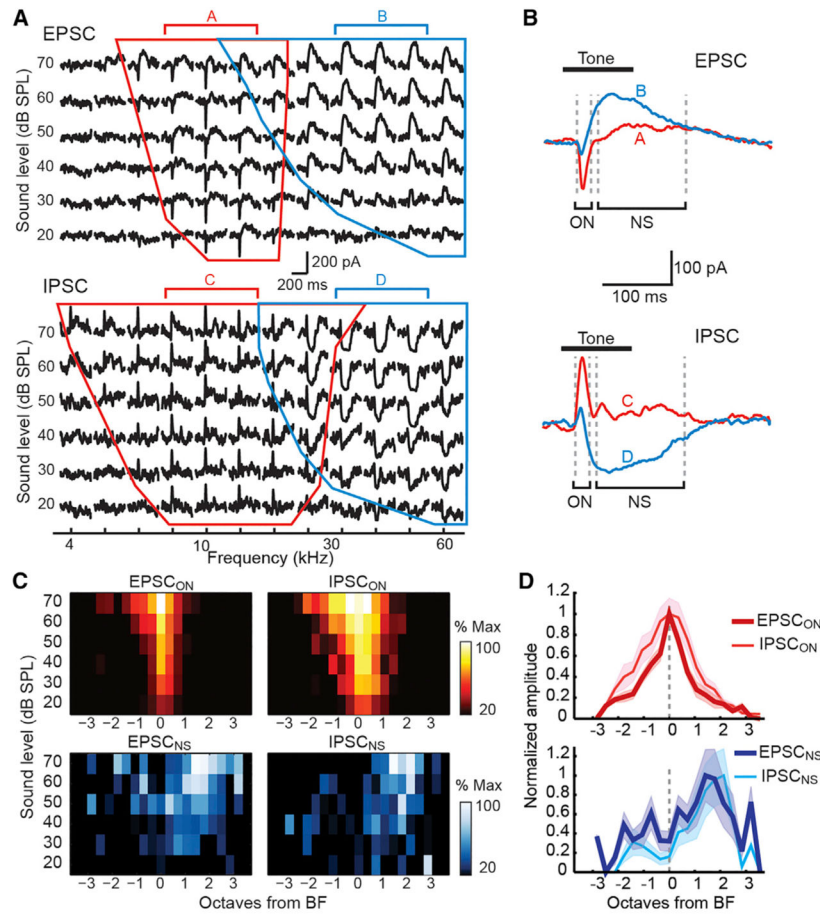 A
EPSC
A
B
Sound level (dB SPL)
70
60
50
40
30
20
200 pA
200 ms
IPSC
C
D
Sound level (dB SPL)
70
60
50
40
30
20
4
10
30
60
Frequency (kHz)
B
Tone
EPSC
B
A
ON
NS
100 pA
100 ms
Tone
IPSC
C
D
ON
NS
C
EPSCON
IPSCON
Sound level (dB SPL)
70
60
50
40
30
20
% Max
100
20
−3 −2 −1 0 1 2 3
−3 −2 −1 0 1 2 3
EPSCNS
IPSCNS
70
60
50
40
30
20
% Max
100
20
−3 −2 −1 0 1 2 3
−3 −2 −1 0 1 2 3
Octaves from BF
D
Normalized amplitude
1.2
1
0.8
0.6
0.4
0.2
0
EPSCON
IPSCON
-3 -2 -1 0 1 2 3
1.2
1
0.8
0.6
0.4
0.2
0
EPSCNS
IPSCNS
-3 -2 -1 0 1 2 3
Octaves from BF